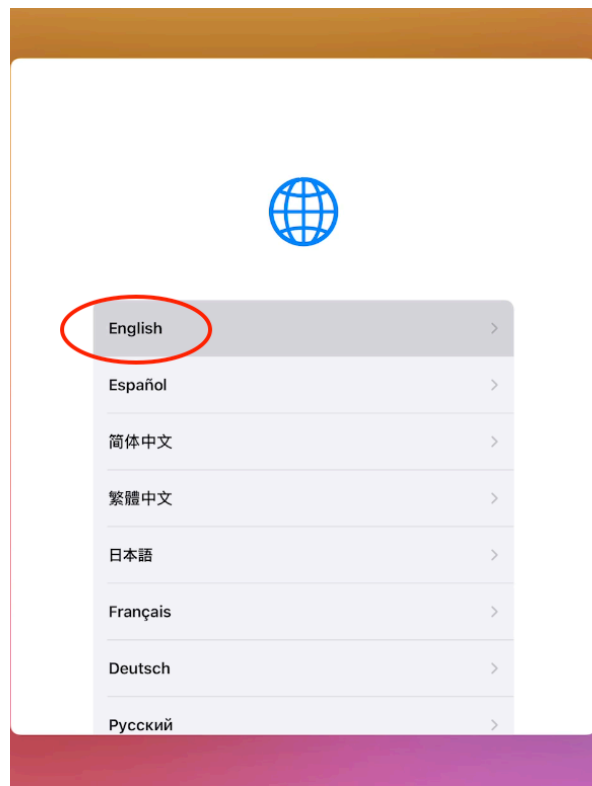 English
Español
简体中文
繁體中文
日本語
Français
Deutsch
Русский